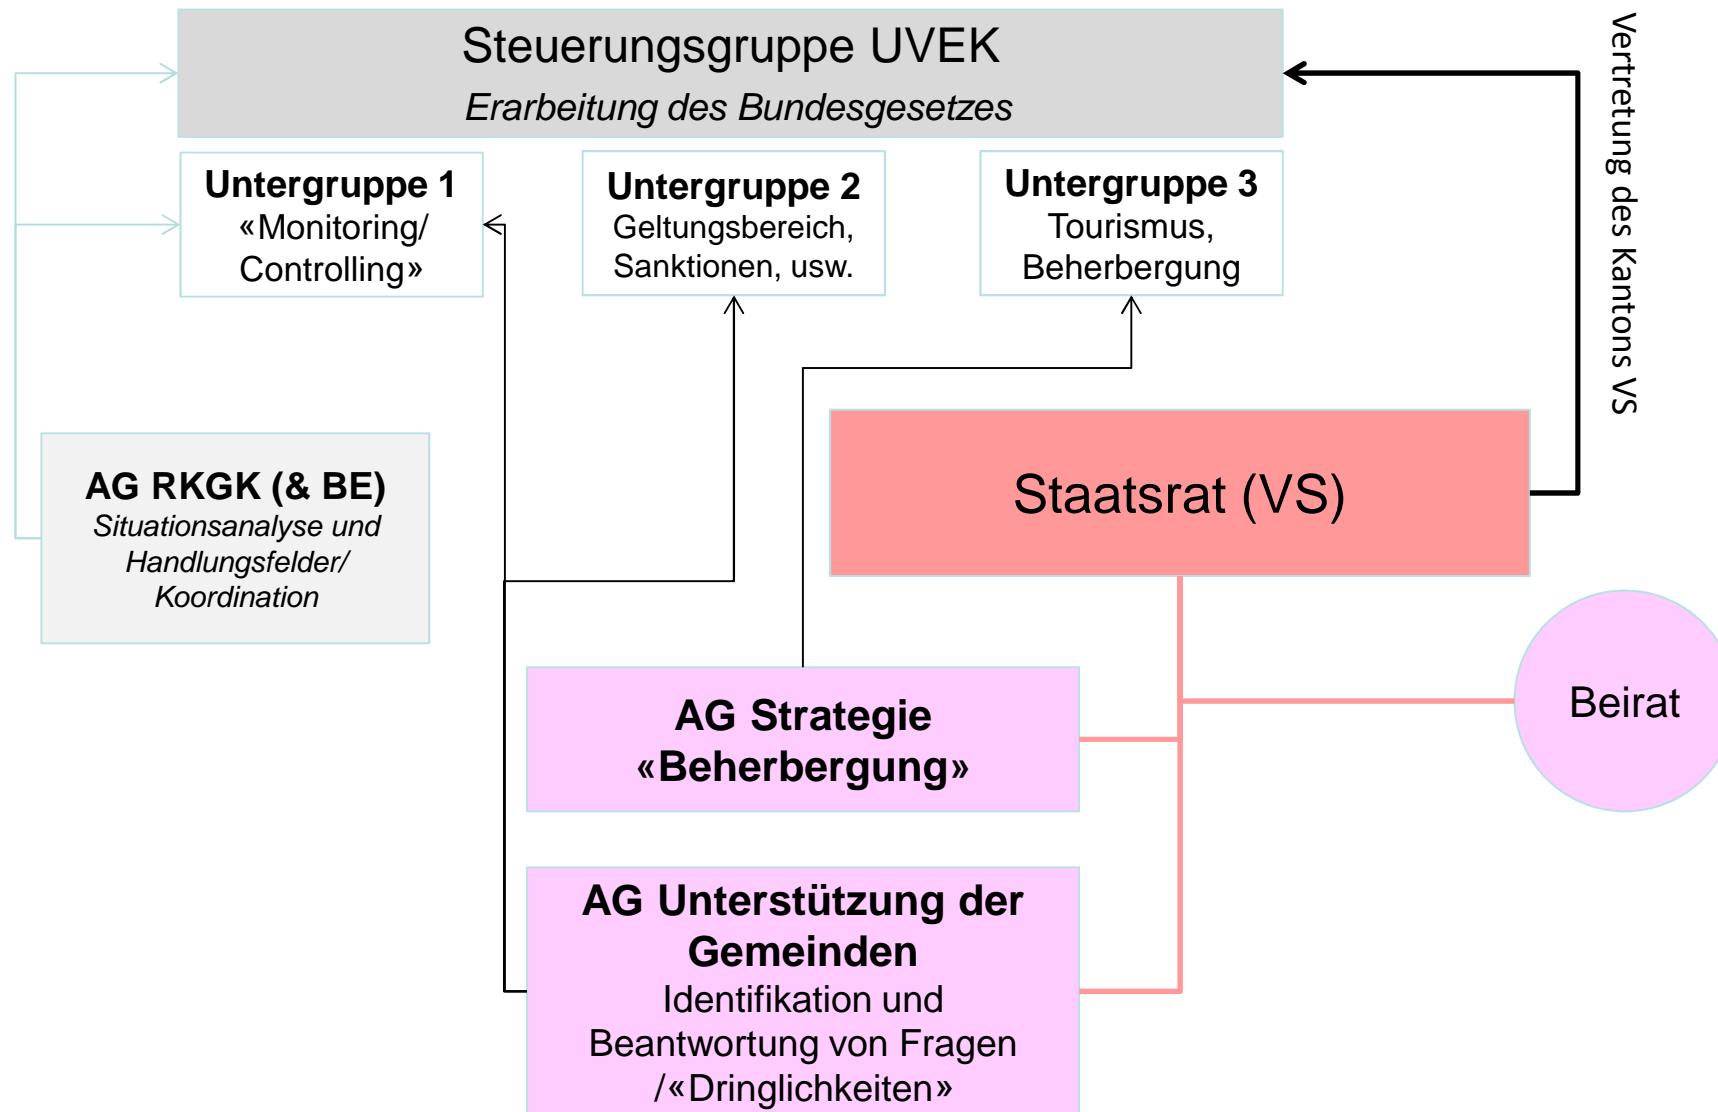 Steuerungsgruppe UVEK
Erarbeitung des Bundesgesetzes
Vertretung des Kantons VS
Untergruppe 1
«Monitoring/
Controlling»
Untergruppe 2
Geltungsbereich,
Sanktionen, usw.
Untergruppe 3
Tourismus,
Beherbergung
AG RKGK (& BE)
Situationsanalyse und
Handlungsfelder/
Koordination
Staatsrat (VS)
Beirat
AG Strategie
«Beherbergung»
AG Unterstützung der
Gemeinden
Identifikation und
Beantwortung von Fragen
/«Dringlichkeiten»